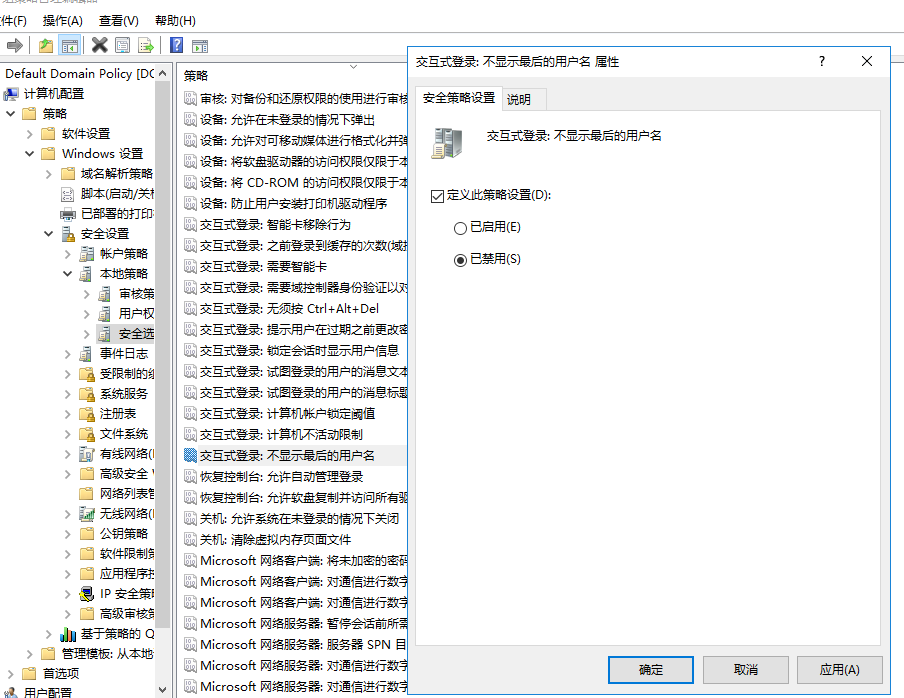 件(F) 操作(A) 查看(V) 帮助(H)
Default Domain Policy [DC
计算机配置
策略
软件设置
Windows 设置
域名解析策略
脚本(启动/关机
已部署的打印
安全设置
帐户策略
本地策略
审核策
用户权
安全选
事件日志
受限制的组
系统服务
注册表
文件系统
有线网络(I
高级安全 W
网络列表管
无线网络(I
公钥策略
软件限制策
应用程序控
IP 安全策略
高级审核策
基于策略的 Q
管理模板: 从本地
首选项
用户配置
策略
审核: 对备份和还原权限的使用进行审核
设备: 允许在未登录的情况下弹出
设备: 允许对可移动媒体进行格式化并弹
设备: 将软盘驱动器的访问权限仅限于本
设备: 将 CD-ROM 的访问权限仅限于本
设备: 防止用户安装打印机驱动程序
交互式登录: 智能卡移除行为
交互式登录: 之前登录到缓存的次数(域控
交互式登录: 需要智能卡
交互式登录: 需要域控制器身份验证以对
交互式登录: 无须按 Ctrl+Alt+Del
交互式登录: 提示用户在过期之前更改密
交互式登录: 锁定会话时显示用户信息
交互式登录: 试图登录的用户的消息文本
交互式登录: 试图登录的用户的消息标题
交互式登录: 计算机帐户锁定阈值
交互式登录: 计算机不活动限制
交互式登录: 不显示最后的用户名
恢复控制台: 允许自动管理登录
恢复控制台: 允许软盘复制并访问所有驱
关机: 允许系统在未登录的情况下关闭
关机: 清除虚拟内存页面文件
Microsoft 网络客户端: 将未加密的密码
Microsoft 网络客户端: 对通信进行数字
Microsoft 网络客户端: 对通信进行数字
Microsoft 网络服务器: 暂停会话前所需
Microsoft 网络服务器: 服务器 SPN 目
Microsoft 网络服务器: 对通信进行数字
Microsoft 网络服务器: 对通信进行数字
交互式登录: 不显示最后的用户名 属性
安全策略设置 说明
交互式登录: 不显示最后的用户名
定义此策略设置(D):
已启用(E)
已禁用(S)
确定 取消 应用(A)